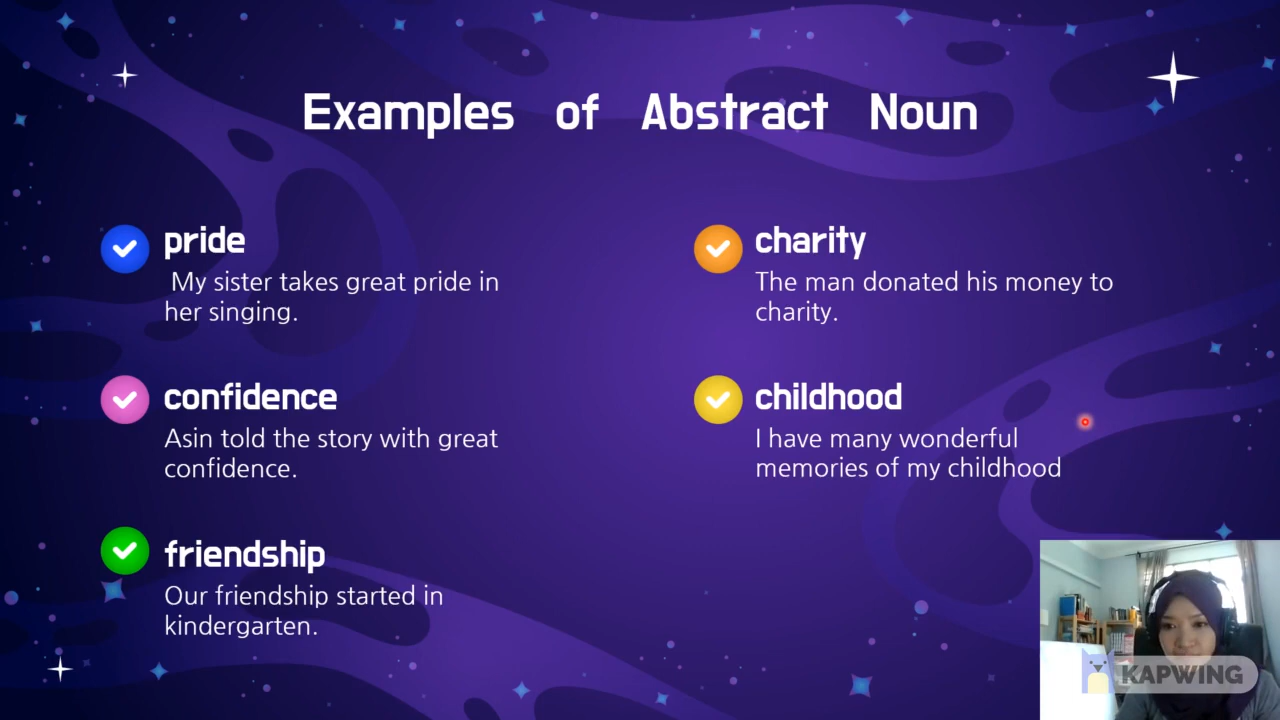 Examples of Abstract Noun
pride
My sister takes great pride in
her singing.
confidence
Asin told the story with great
confidence.
friendship
Our friendship started in
kindergarten.
charity
The man donated his money to
charity.
childhood
I have many wonderful
memories of my childhood
KAPWING